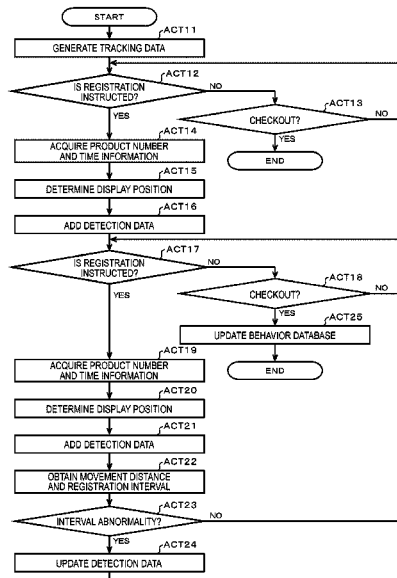 START
ACT11
GENERATE TRACKING DATA
ACT12
IS REGISTRATION
INSTRUCTED?
NO
YES
ACT13
CHECKOUT?
NO
YES
END
ACT14
ACQUIRE PRODUCT NUMBER
AND TIME INFORMATION
ACT15
DETERMINE DISPLAY POSITION
ACT16
ADD DETECTION DATA
ACT17
IS REGISTRATION
INSTRUCTED?
NO
YES
ACT18
CHECKOUT?
NO
YES
ACT25
UPDATE BEHAVIOR DATABASE
END
ACT19
ACQUIRE PRODUCT NUMBER
AND TIME INFORMATION
ACT20
DETERMINE DISPLAY POSITION
ACT21
ADD DETECTION DATA
ACT22
OBTAIN MOVEMENT DISTANCE
AND REGISTRATION INTERVAL
ACT23
INTERVAL ABNORMALITY?
NO
YES
ACT24
UPDATE DETECTION DATA